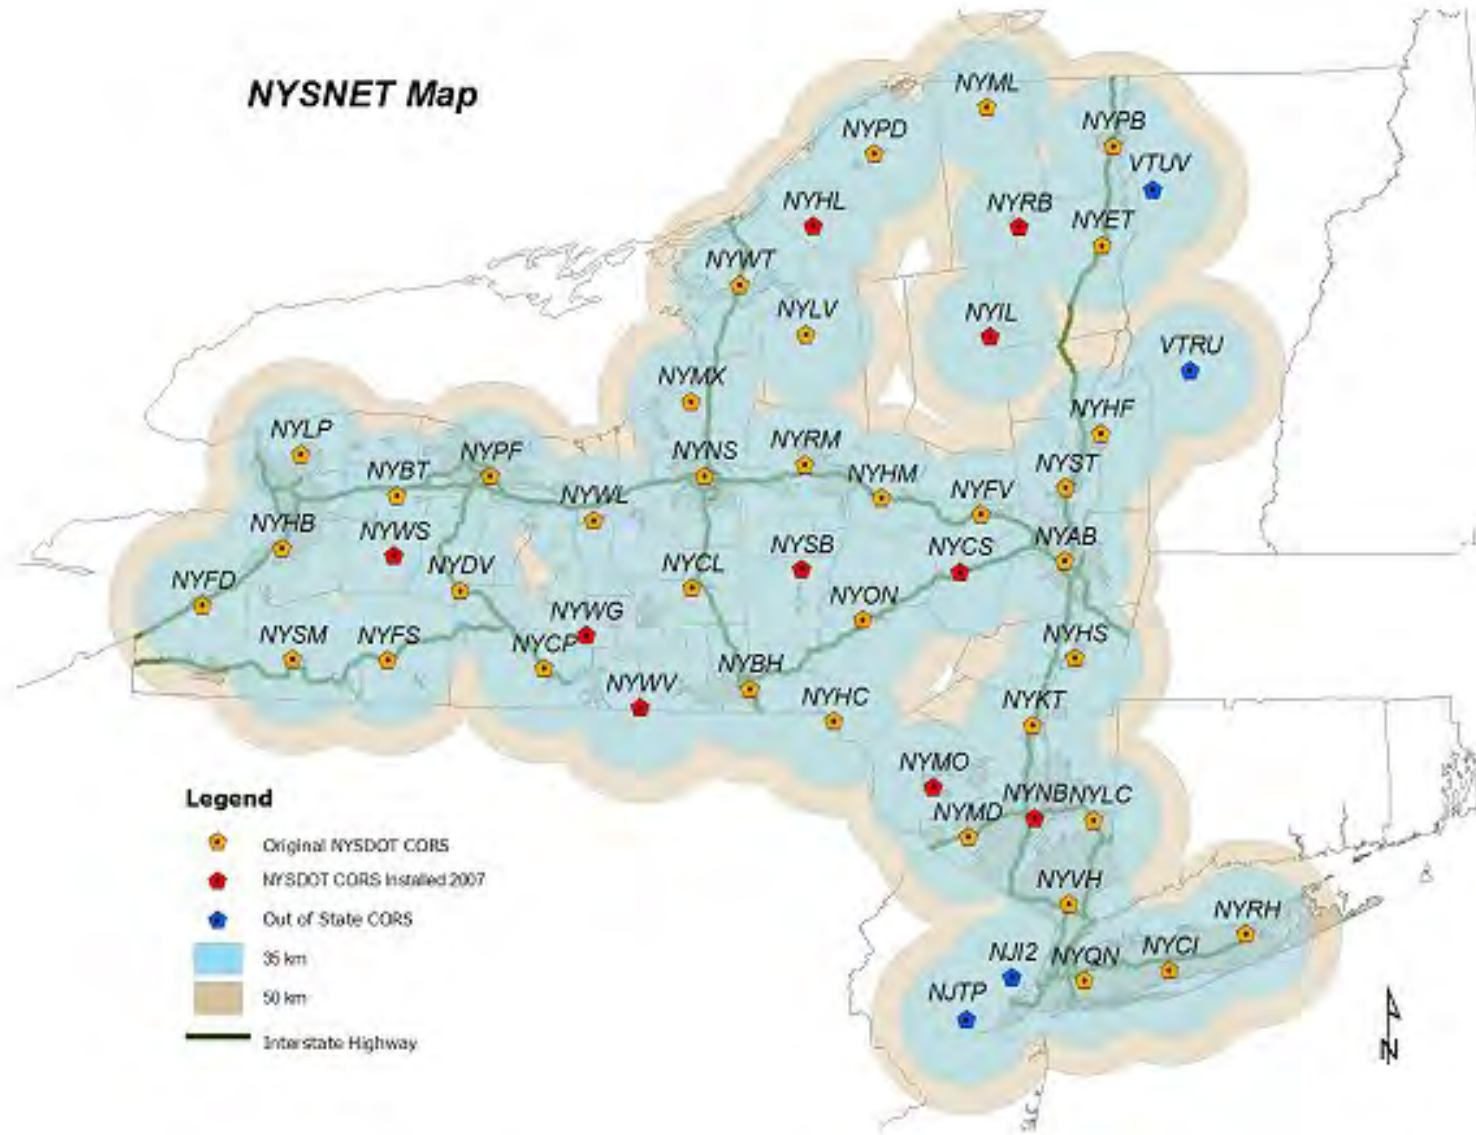 NYSNET Map
NYML
NYPD
NYPB
VTUV
NYHL
NYRB
NYET
NYWT
NYLV
NYIL
VTRU
NYMX
NYHF
NYLP
NYPF
NYNS
NYRM
NYBT
NYHM
NYST
NYWL
NYFV
NYHB
NYWS
NYSB
NYCS
NYAB
NYFD
NYDV
NYCL
NYON
NYWG
NYSM
NYFS
NYCP
NYHS
NYBH
NYWV
NYHC
NYKT
NYMO
NYMD
NYNB
NYLC
NYVH
NYRH
NJI2
NYQN
NYCI
NJTP
Legend
Original NYSDOT CORS
NYSDOT CORS Installed 2007
Out of State CORS
35 km
50 km
Interstate Highway
N